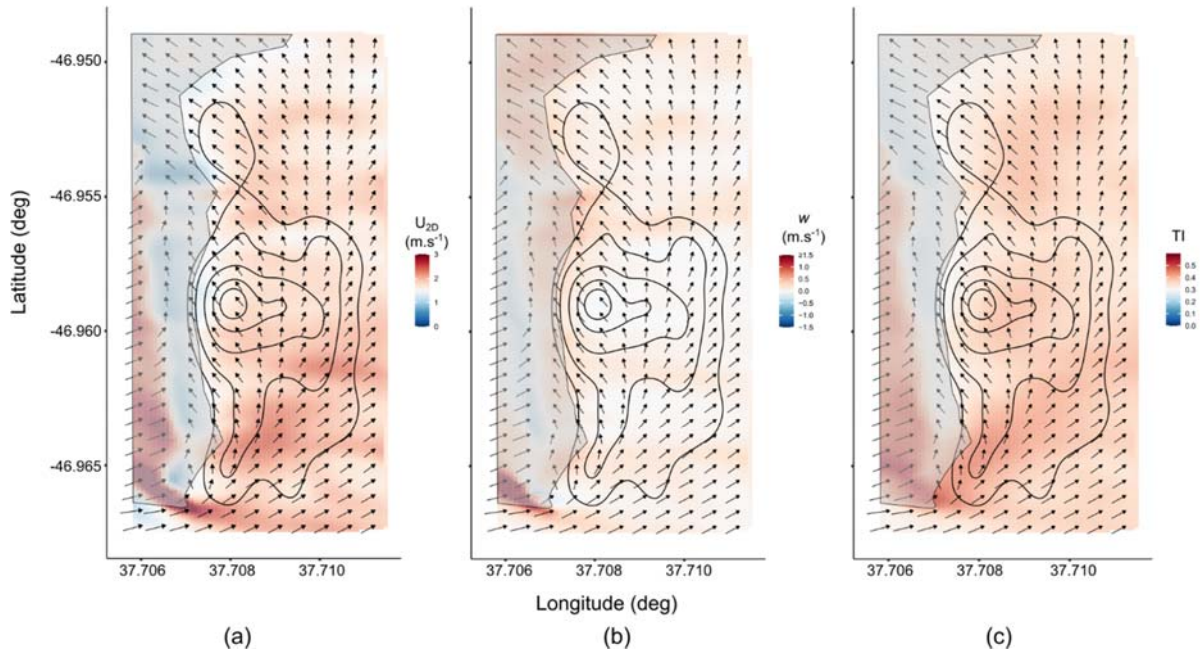 -46.950
-46.955
-46.960
-46.965
Latitude (deg)
U2D
(m.s-1)
3
2
1
0
w
(m.s-1)
≥1.5
1.0
0.5
0.0
−0.5
−1.0
−1.5
TI
0.5
0.4
0.3
0.2
0.1
0.0
37.706 37.708 37.710 37.706 37.708 37.710 37.706 37.708 37.710
Longitude (deg)
(a) (b) (c)